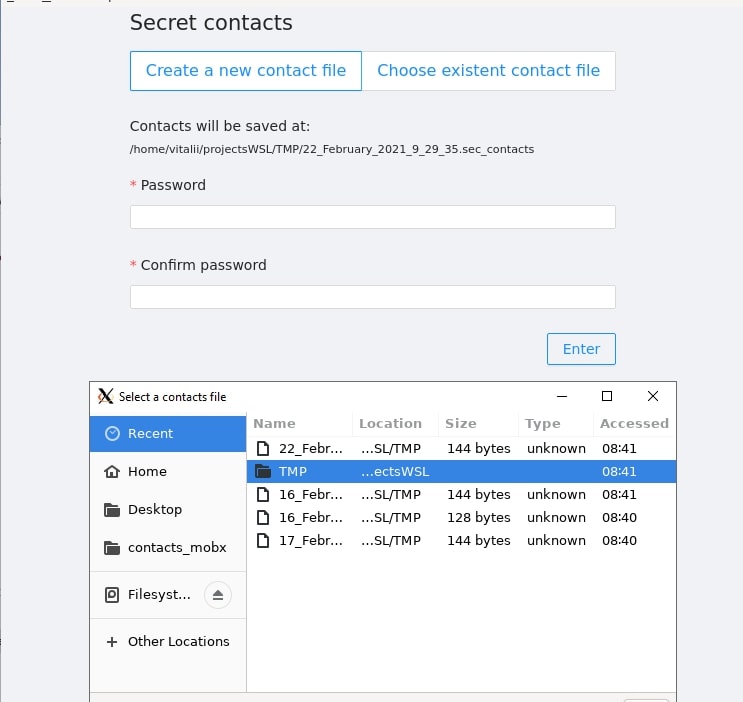 Secret contacts
Create a new contact file Choose existent contact file
Contacts will be saved at:
/home/vitalii/projectsWSL/TMP/22_February_2021_9_29_35.sec_contacts
* Password
* Confirm password
Enter
Select a contacts file
Recent
Home
Desktop
contacts_mobx
Filesyst...
+ Other Locations
Name Location Size Type Accessed
22_Febr... ...SL/TMP 144 bytes unknown 08:41
TMP ...ectsWSL 08:41
16_Febr... ...SL/TMP 144 bytes unknown 08:41
16_Febr... ...SL/TMP 128 bytes unknown 08:40
17_Febr... ...SL/TMP 144 bytes unknown 08:40